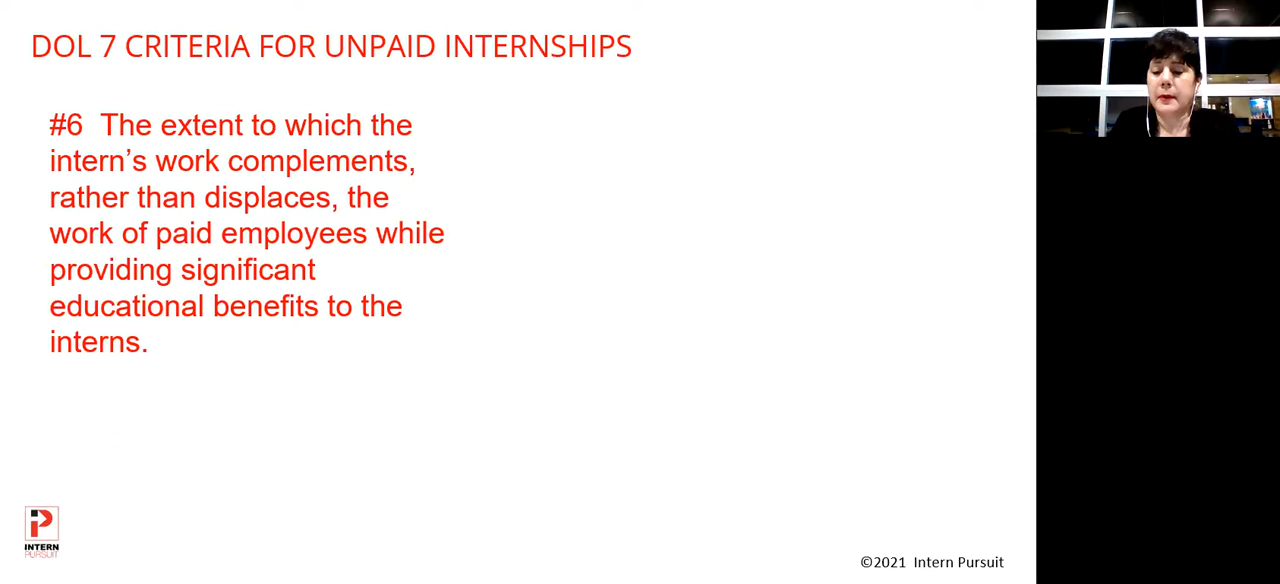 DOL 7 CRITERIA FOR UNPAID INTERNSHIPS
#6 The extent to which the
intern’s work complements,
rather than displaces, the
work of paid employees while
providing significant
educational benefits to the
interns.
INTERN
PURSUIT
©2021 Intern Pursuit